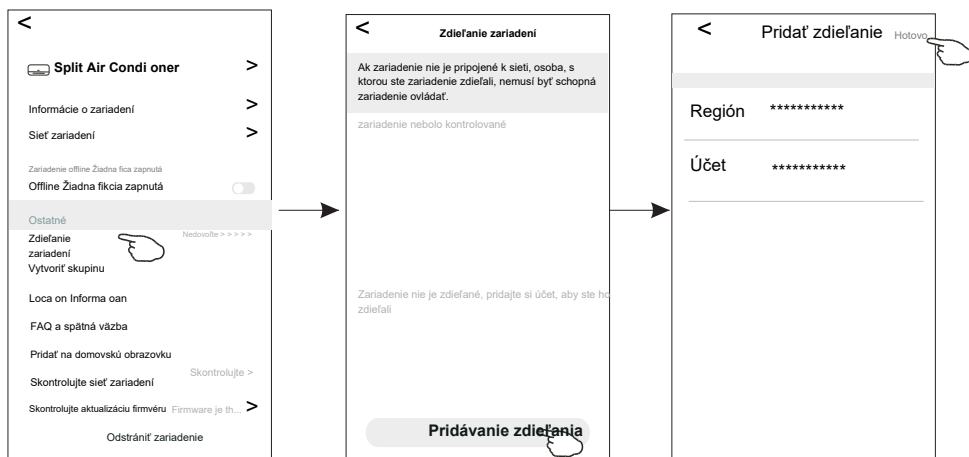 <
Split Air Condi oner >
Informácie o zariadení >
Sieť zariadení >
Zariadenie offline Žiadna fica zapnutá
Offline Žiadna fikcia zapnutá
Ostatné
Zdieľanie
zariadení
Nedovoľte > > > > >
Vytvoriť skupinu
Loca on Informa oan
FAQ a spätná väzba
Pridať na domovskú obrazovku
Skontrolujte sieť zariadení Skontrolujte >
Skontrolujte aktualizáciu firmvéru Firmware je th... >
Odstrániť zariadenie
< Zdieľanie zariadení
Ak zariadenie nie je pripojené k sieti, osoba, s
ktorou ste zariadenie zdieľali, nemusí byť schopná
zariadenie ovládať.
zariadenie nebolo kontrolované
Zariadenie nie je zdieľané, pridajte si účet, aby ste ho
zdieľali
Pridávanie zdieľania
< Pridať zdieľanie Hotovo
Región ***********
Účet ***********